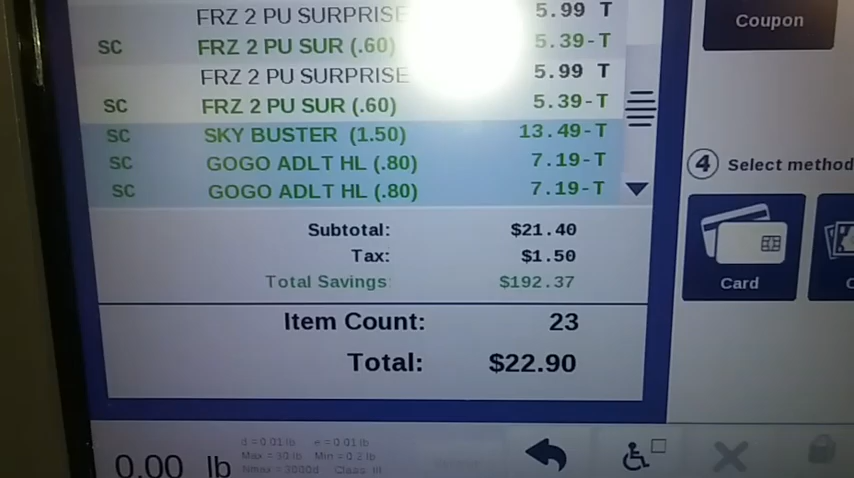 FRZ 2 PU SURPRISE 5.99 T
SC FRZ 2 PU SUR (.60) 5.39-T
FRZ 2 PU SURPRISE 5.99 T
SC FRZ 2 PU SUR (.60) 5.39-T
SC SKY BUSTER (1.50) 13.49-T
SC GOGO ADLT HL (.80) 7.19-T
SC GOGO ADLT HL (.80) 7.19-T
Subtotal: $21.40
Tax: $1.50
Total Savings $192.37
Item Count: 23
Total: $22.90
Coupon
4 Select method
Card
0.00 lb
d = 0.01 lb e = 0.01 lb
Max = 30 lb Min = 0.2 lb
Nmax = 3000d Class III